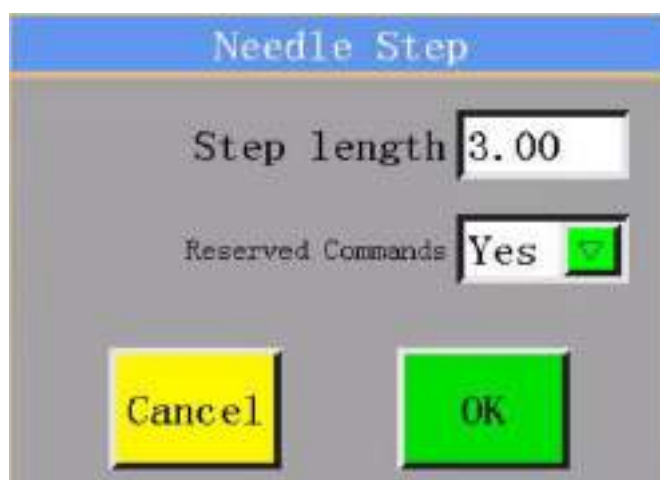 Needle Step
Step length 3.00
Reserved Commands Yes
Cancel OK